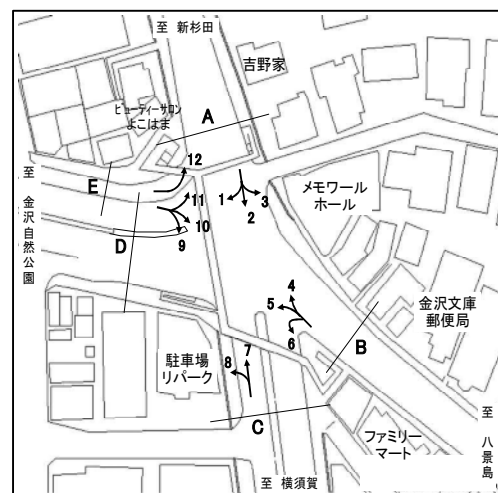 至 新杉田
吉野家
ビューティーサロン
よこはま
A
12
至 金沢自然公園
E
11
1
3
2
メモワール
ホール
10
9
D
4
5
6
金沢文庫
郵便局
B
駐車場
リパーク
7
8
C
ファミリー
マート
至 八景島
至 横須賀